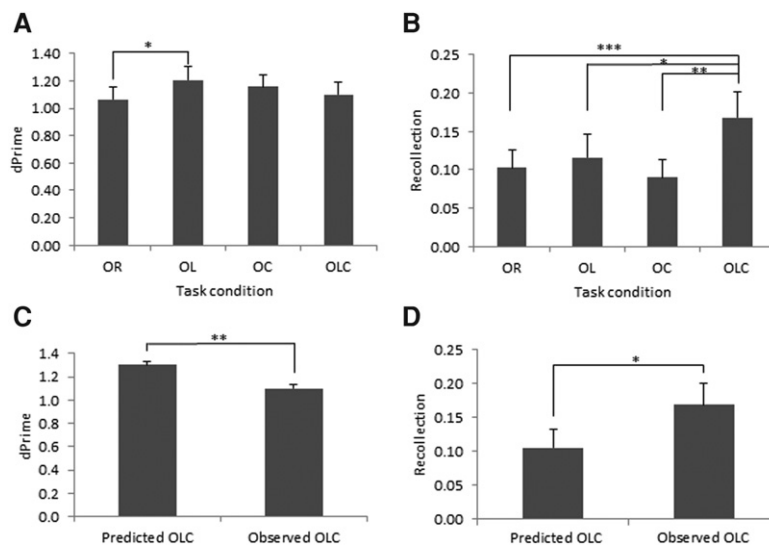 A
*
1.40
1.20
1.00
0.80
0.60
0.40
0.20
0.00
dPrime
OR OL OC OLC
Task condition
B
***
*
**
0.25
0.20
0.15
0.10
0.05
0.00
Recollection
OR OL OC OLC
Task condition
C
**
1.4
1.2
1.0
0.8
0.6
0.4
0.2
0.0
dPrime
Predicted OLC Observed OLC
D
*
0.25
0.20
0.15
0.10
0.05
0.00
Recollection
Predicted OLC Observed OLC